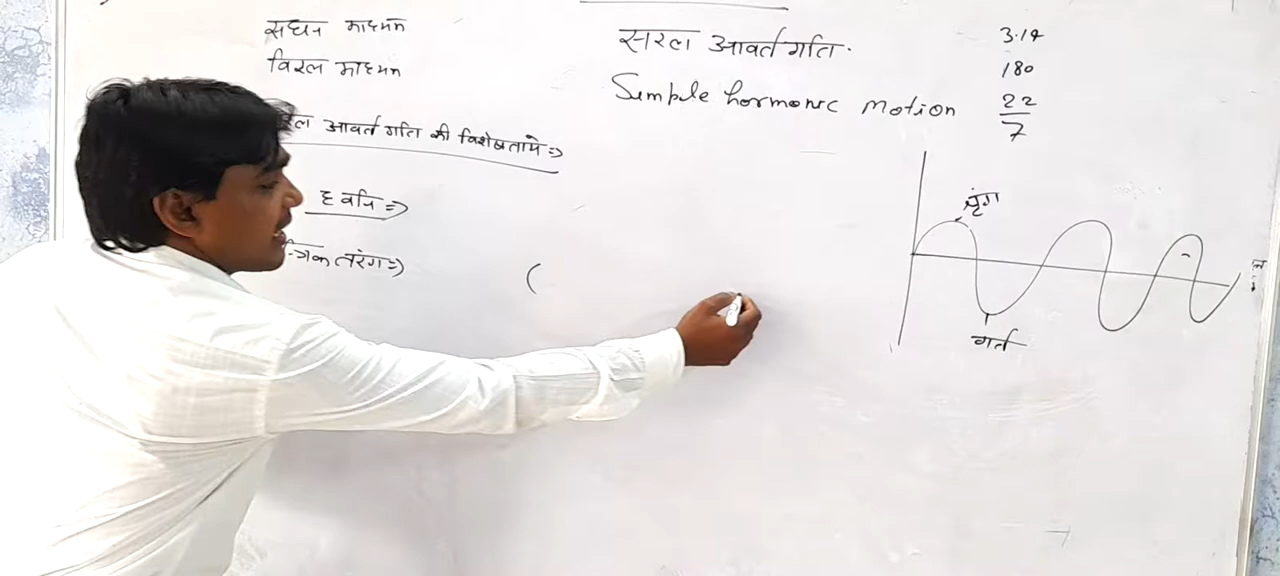 सघन माध्यम
विरल माध्यम
आवर्त गति की विशेषताये ⇒
ध्वनि ⇒
तरंग ⇒
सरल आवर्त गति.
Simple hormonic Motion
3.14
180
22
7
शृंग
गर्त